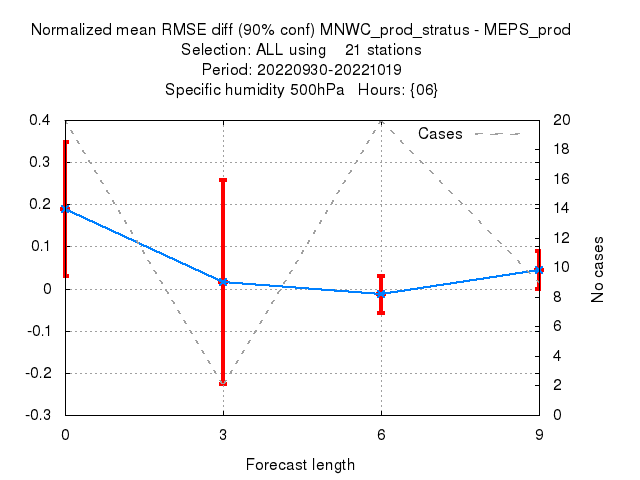 Normalized mean RMSE diff (90% conf) MNWC_prod_stratus - MEPS_prod
Selection: ALL using 21 stations
Period: 20220930-20221019
Specific humidity 500hPa Hours: {06}
Cases
0.4
0.3
0.2
0.1
0
-0.1
-0.2
-0.3
20
18
16
14
12
10
8
6
4
2
0
No cases
0 3 6 9
Forecast length